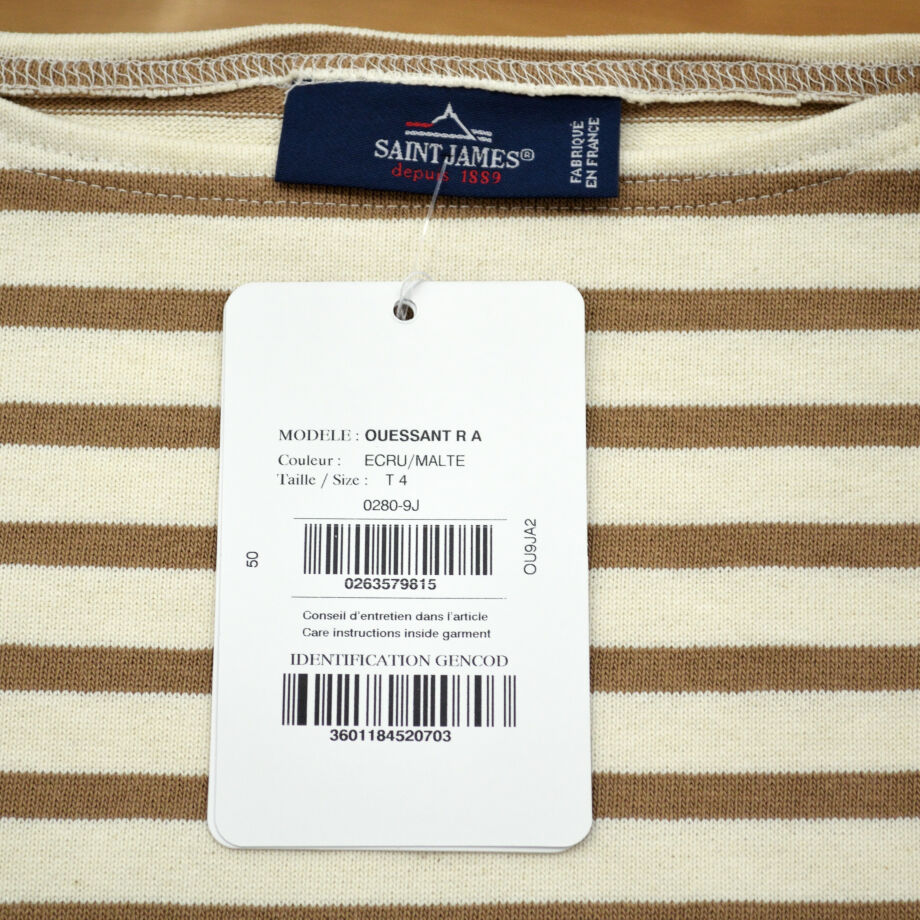 SAINT JAMES®
depuis 1889
FABRIQUÉ
EN FRANCE
MODELE : OUESSANT R A
Couleur : ECRU/MALTE
Taille / Size : T 4
0280-9J
0263579815
50
OU9JA2
Conseil d'entretien dans l'article
Care instructions inside garment
IDENTIFICATION GENCOD
3601184520703